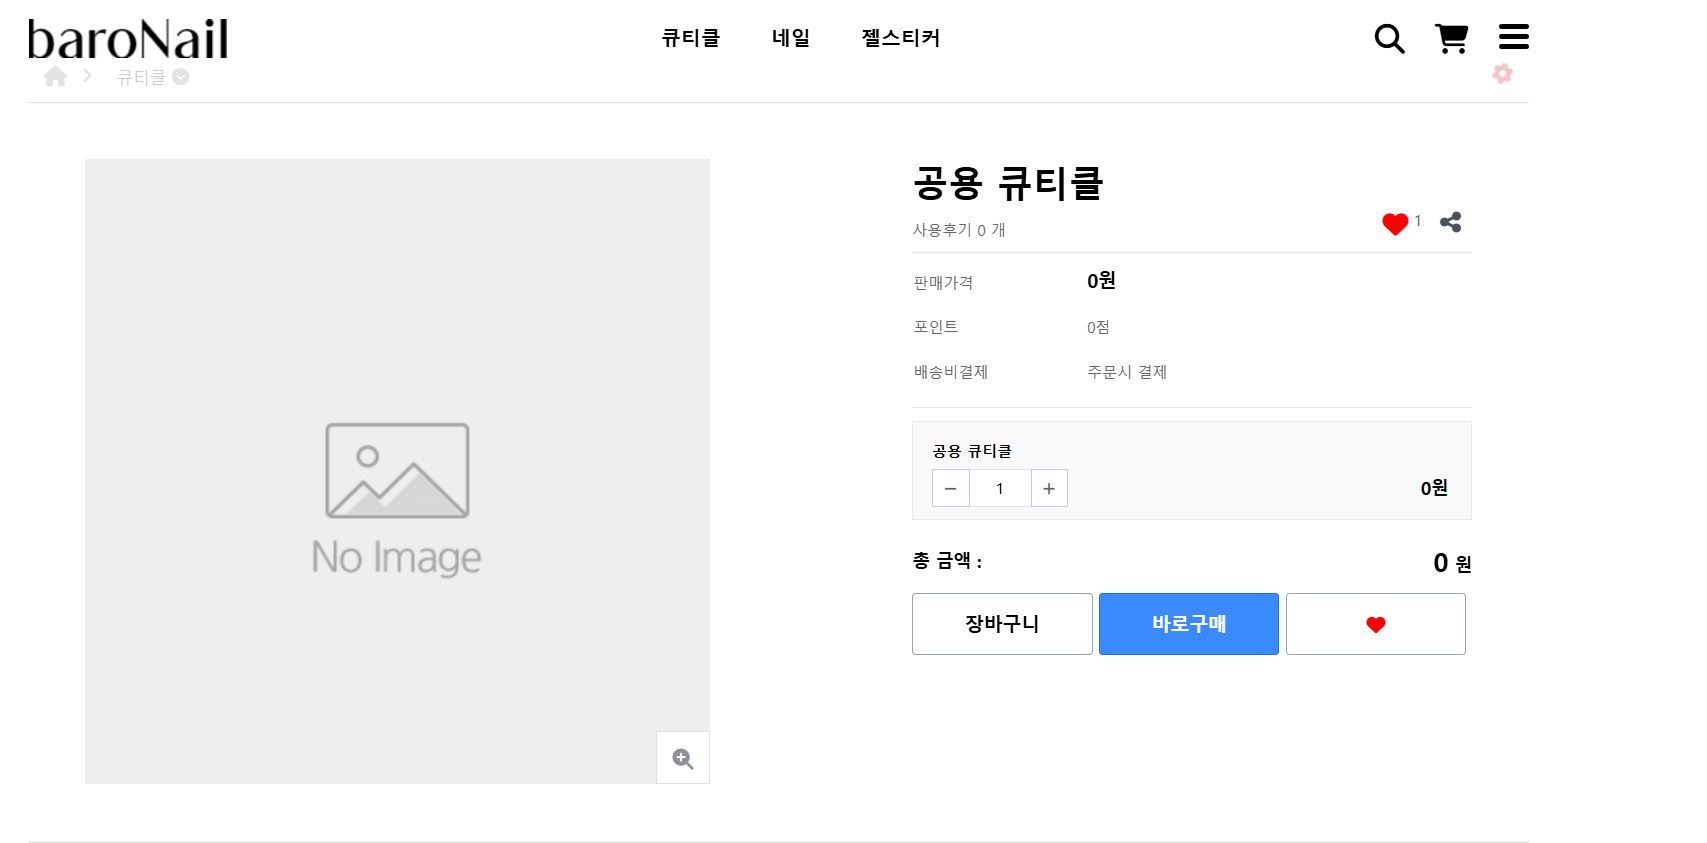 baroNail
큐티클 네일 젤스티커
큐티클
No Image
공용 큐티클
사용후기 0 개
1
판매가격 0원
포인트 0점
배송비결제 주문시 결제
공용 큐티클
1
0원
총 금액 : 0 원
장바구니 바로구매